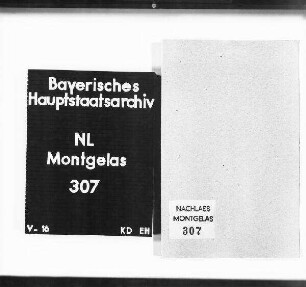 Bayerisches
Hauptstaatsarchiv
NL
Montgelas
307
V- 16 KD EH
NACHLASS
MONTGELAS
307